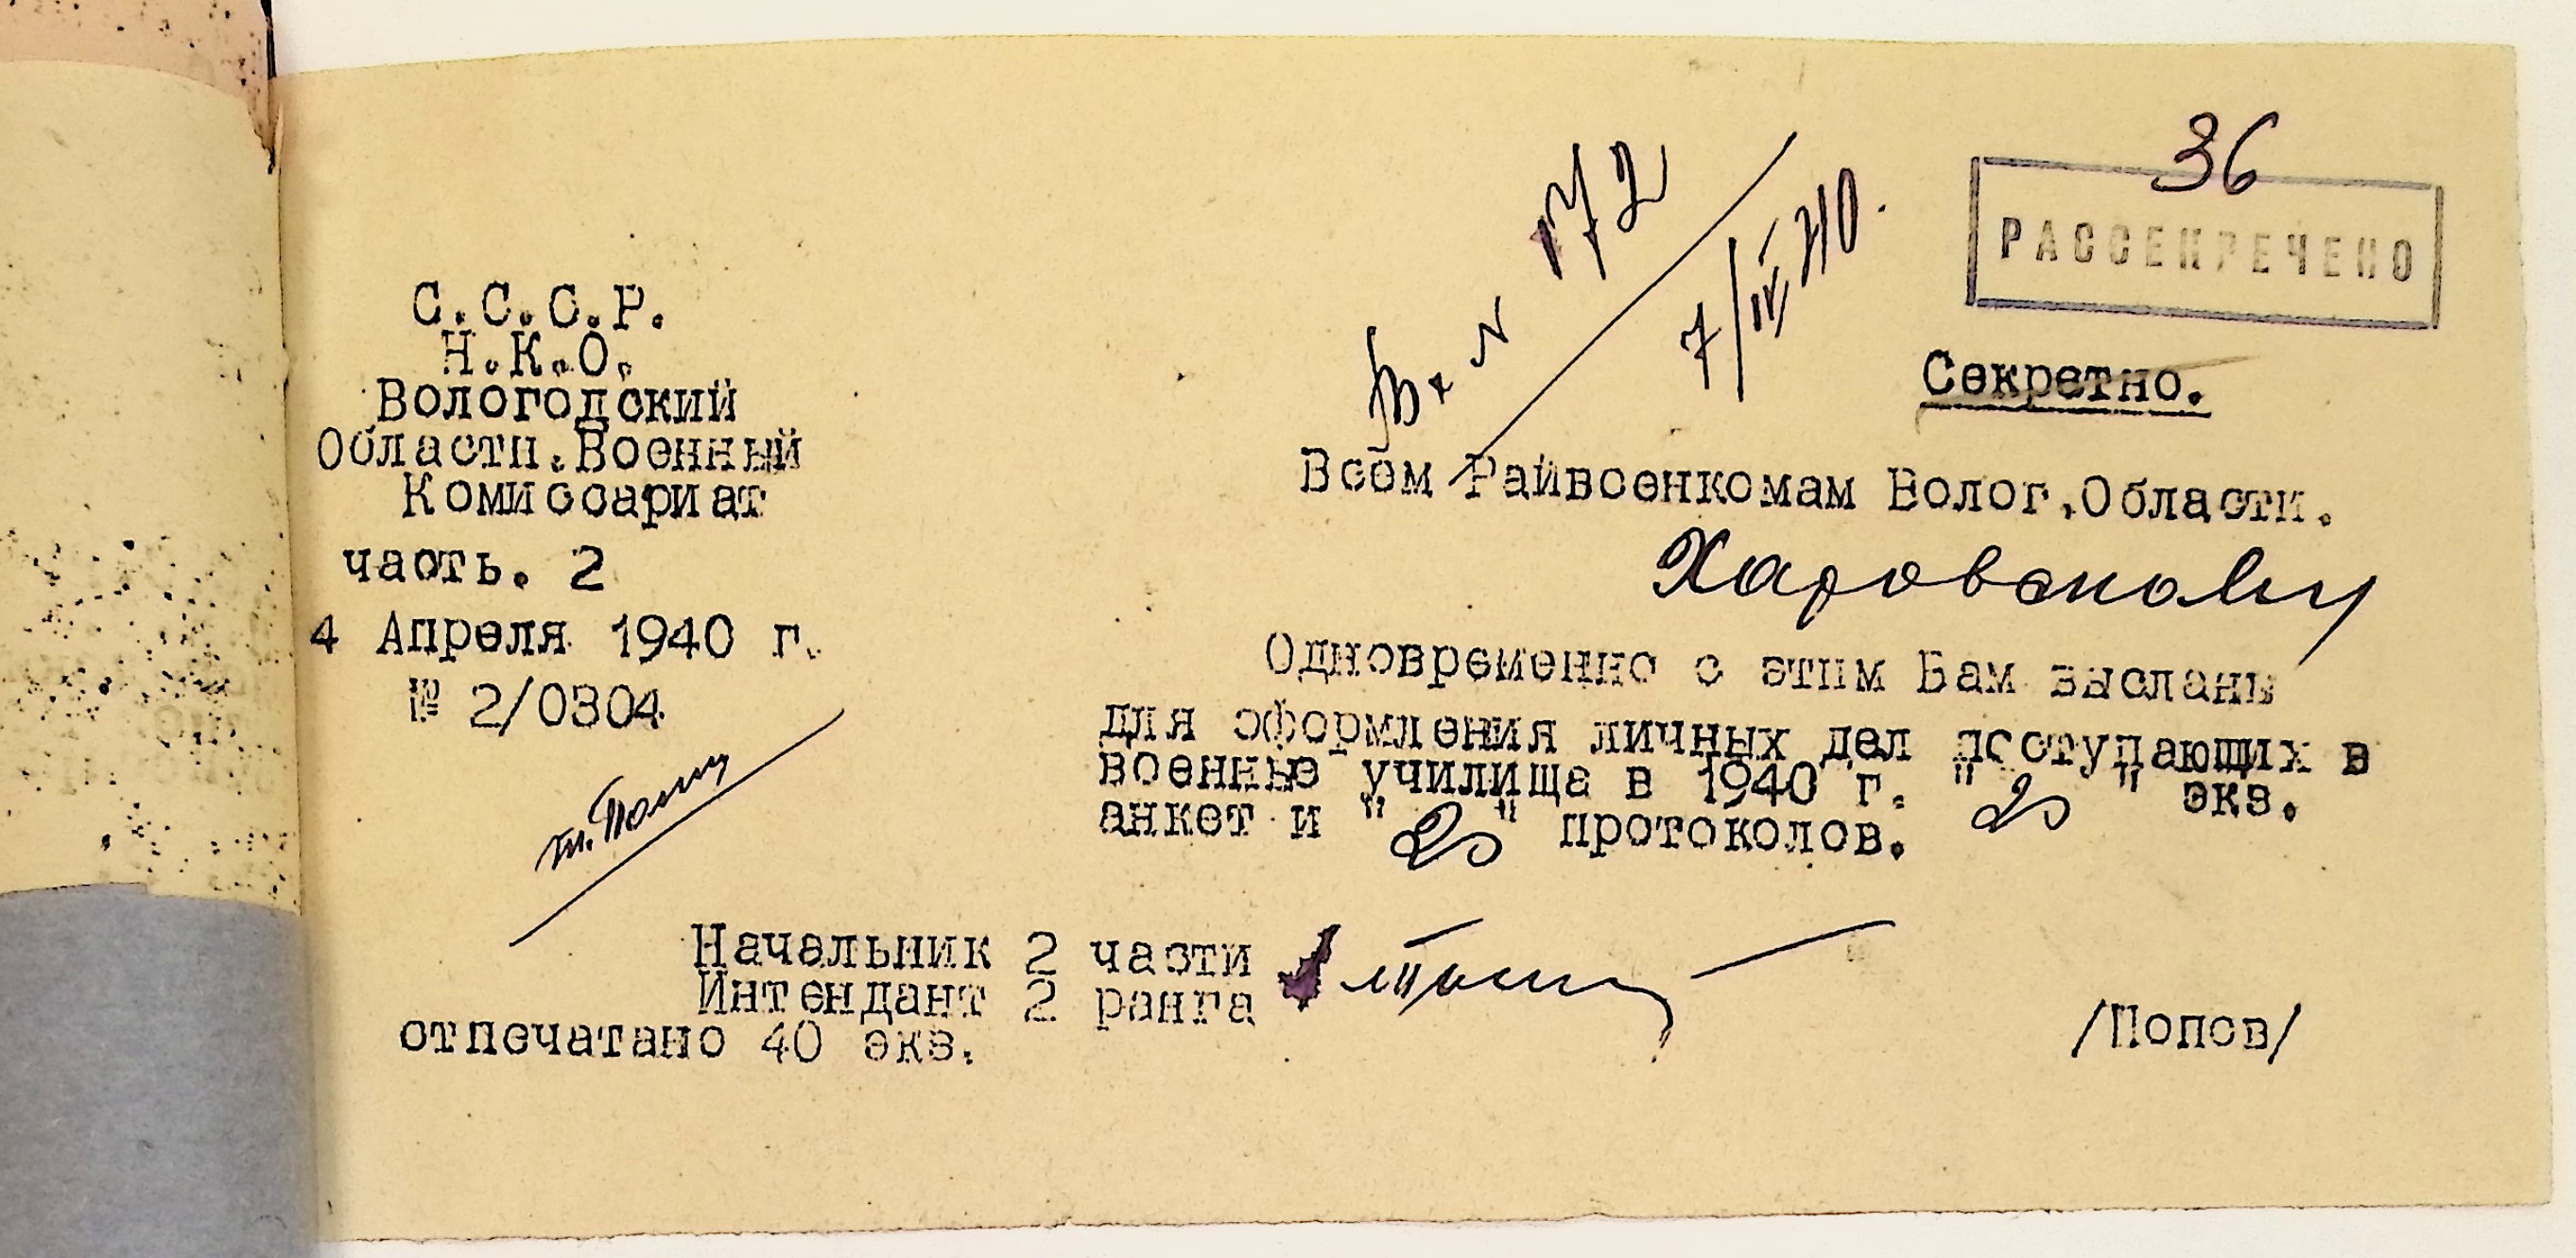 36
РАССЕКРЕЧЕНО
Вх N 172
7/IV 40.
Секретно.
С.С.С.Р.
Н.К.О.
Вологодский
Областн.Военный
Комиссариат
часть. 2
4 Апреля 1940 г.
№ 2/0304
Всем Райвоенкомам Волог.Области.
Харовскому
Одновременно с этим Вам высланы
для оформления личных дел поступающих в
военные училища в 1940 г. "20" экз.
анкет и "20" протоколов.
Начальник 2 части
Интендант 2 ранга
/Попов/
отпечатано 40 экз.